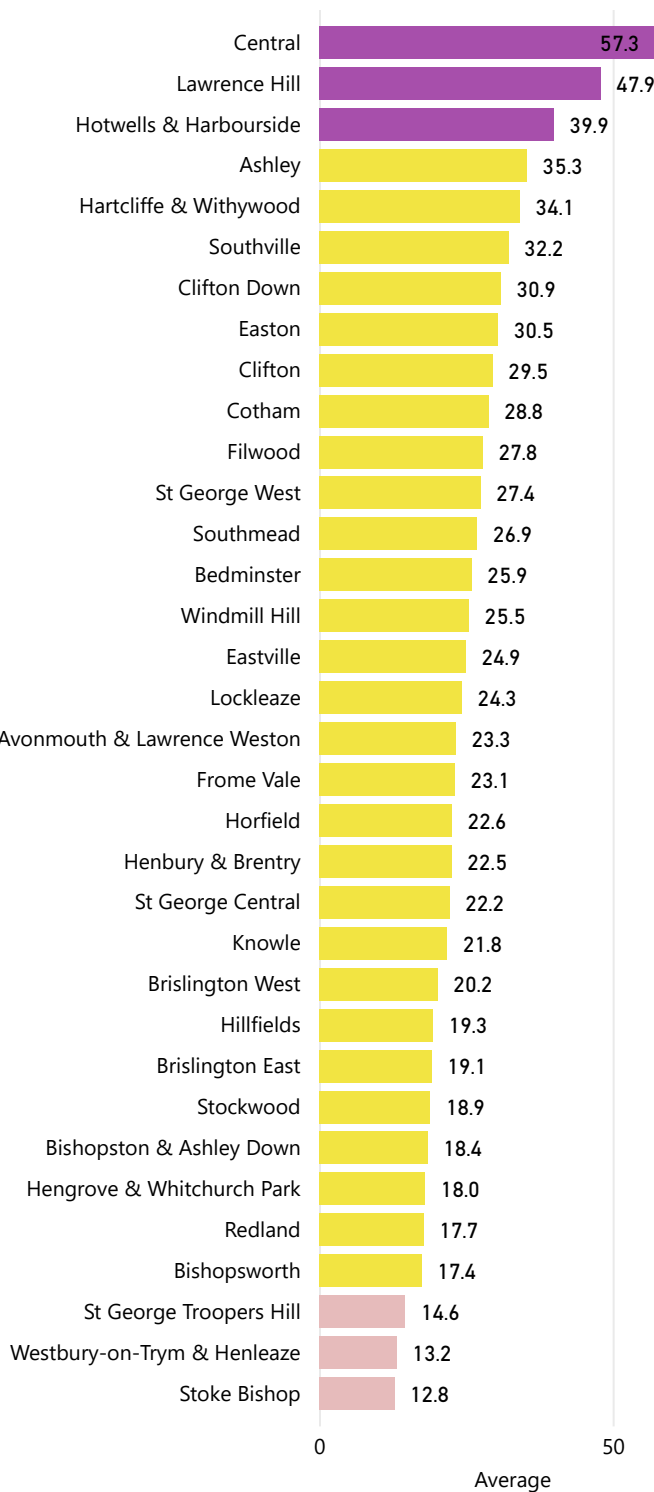 Central 57.3
Lawrence Hill 47.9
Hotwells & Harbourside 39.9
Ashley 35.3
Hartcliffe & Withywood 34.1
Southville 32.2
Clifton Down 30.9
Easton 30.5
Clifton 29.5
Cotham 28.8
Filwood 27.8
St George West 27.4
Southmead 26.9
Bedminster 25.9
Windmill Hill 25.5
Eastville 24.9
Lockleaze 24.3
Avonmouth & Lawrence Weston 23.3
Frome Vale 23.1
Horfield 22.6
Henbury & Brentry 22.5
St George Central 22.2
Knowle 21.8
Brislington West 20.2
Hillfields 19.3
Brislington East 19.1
Stockwood 18.9
Bishopston & Ashley Down 18.4
Hengrove & Whitchurch Park 18.0
Redland 17.7
Bishopsworth 17.4
St George Troopers Hill 14.6
Westbury-on-Trym & Henleaze 13.2
Stoke Bishop 12.8
0 50
Average